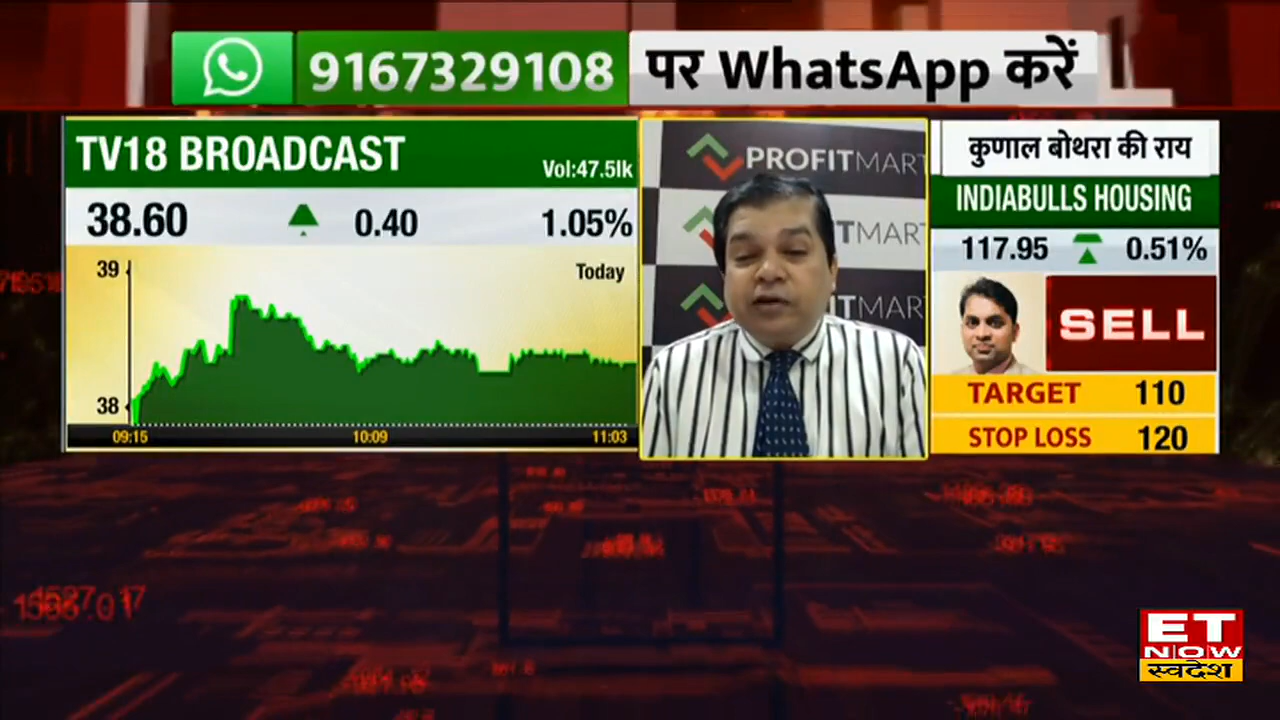 9167329108 पर WhatsApp करें
TV18 BROADCAST
Vol:47.5lk
38.60 0.40 1.05%
39
Today
38
09:15 10:09 11:03
PROFITMART
कुणाल बोथरा की राय
INDIABULLS HOUSING
117.95 0.51%
SELL
TARGET 110
STOP LOSS 120
ET
NOW
स्वदेश